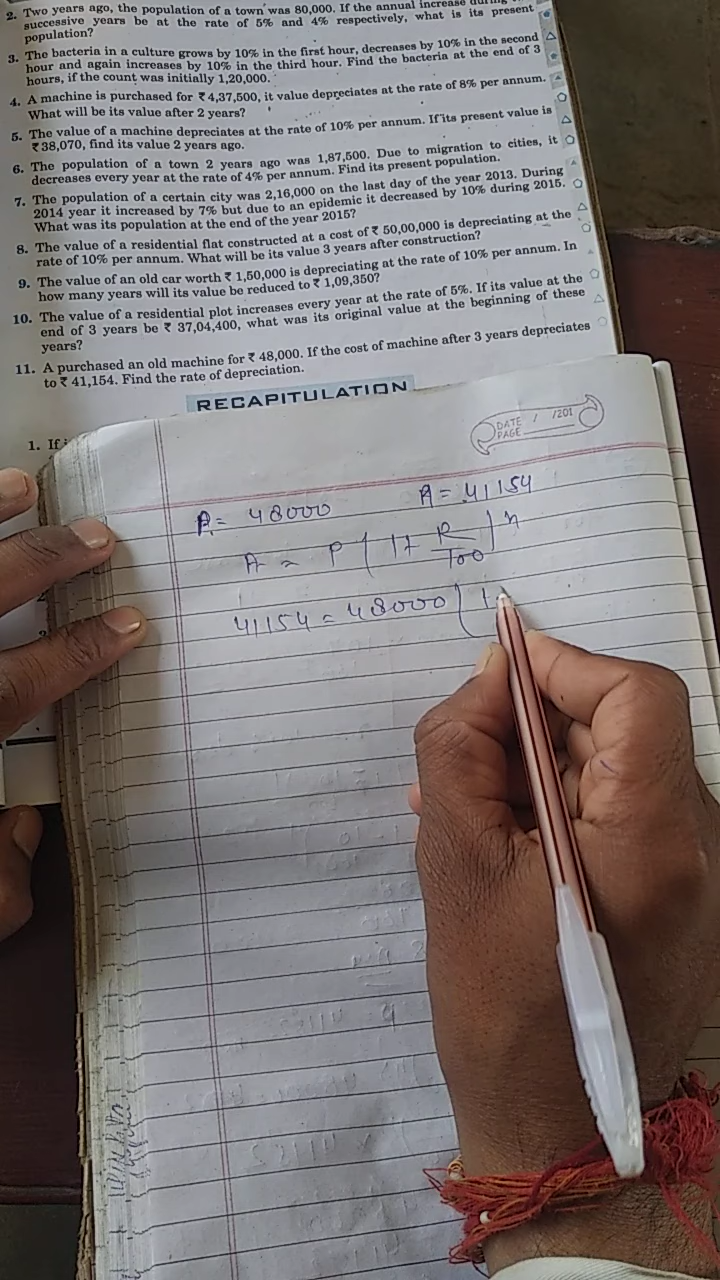 2. Two years ago, the population of a town was 80,000. If the annual increase during
successive years be at the rate of 5% and 4% respectively, what is its present
population?
3. The bacteria in a culture grows by 10% in the first hour, decreases by 10% in the second
hour and again increases by 10% in the third hour. Find the bacteria at the end of 3
hours, if the count was initially 1,20,000.
4. A machine is purchased for ₹ 4,37,500, it value depreciates at the rate of 8% per annum.
What will be its value after 2 years?
5. The value of a machine depreciates at the rate of 10% per annum. If its present value is
₹ 38,070, find its value 2 years ago.
6. The population of a town 2 years ago was 1,87,500. Due to migration to cities, it
decreases every year at the rate of 4% per annum. Find its present population.
7. The population of a certain city was 2,16,000 on the last day of the year 2013. During
2014 year it increased by 7% but due to an epidemic it decreased by 10% during 2015.
What was its population at the end of the year 2015?
8. The value of a residential flat constructed at a cost of ₹ 50,00,000 is depreciating at the
rate of 10% per annum. What will be its value 3 years after construction?
9. The value of an old car worth ₹ 1,50,000 is depreciating at the rate of 10% per annum. In
how many years will its value be reduced to ₹ 1,09,350?
10. The value of a residential plot increases every year at the rate of 5%. If its value at the
end of 3 years be ₹ 37,04,400, what was its original value at the beginning of these
years?
11. A purchased an old machine for ₹ 48,000. If the cost of machine after 3 years depreciates
to ₹ 41,154. Find the rate of depreciation.
RECAPITULATION
1. If
DATE / /201
PAGE
P = 48000 A = 41154
A = P ( 1+ R/100 ) n
41154 = 48000 ( 1